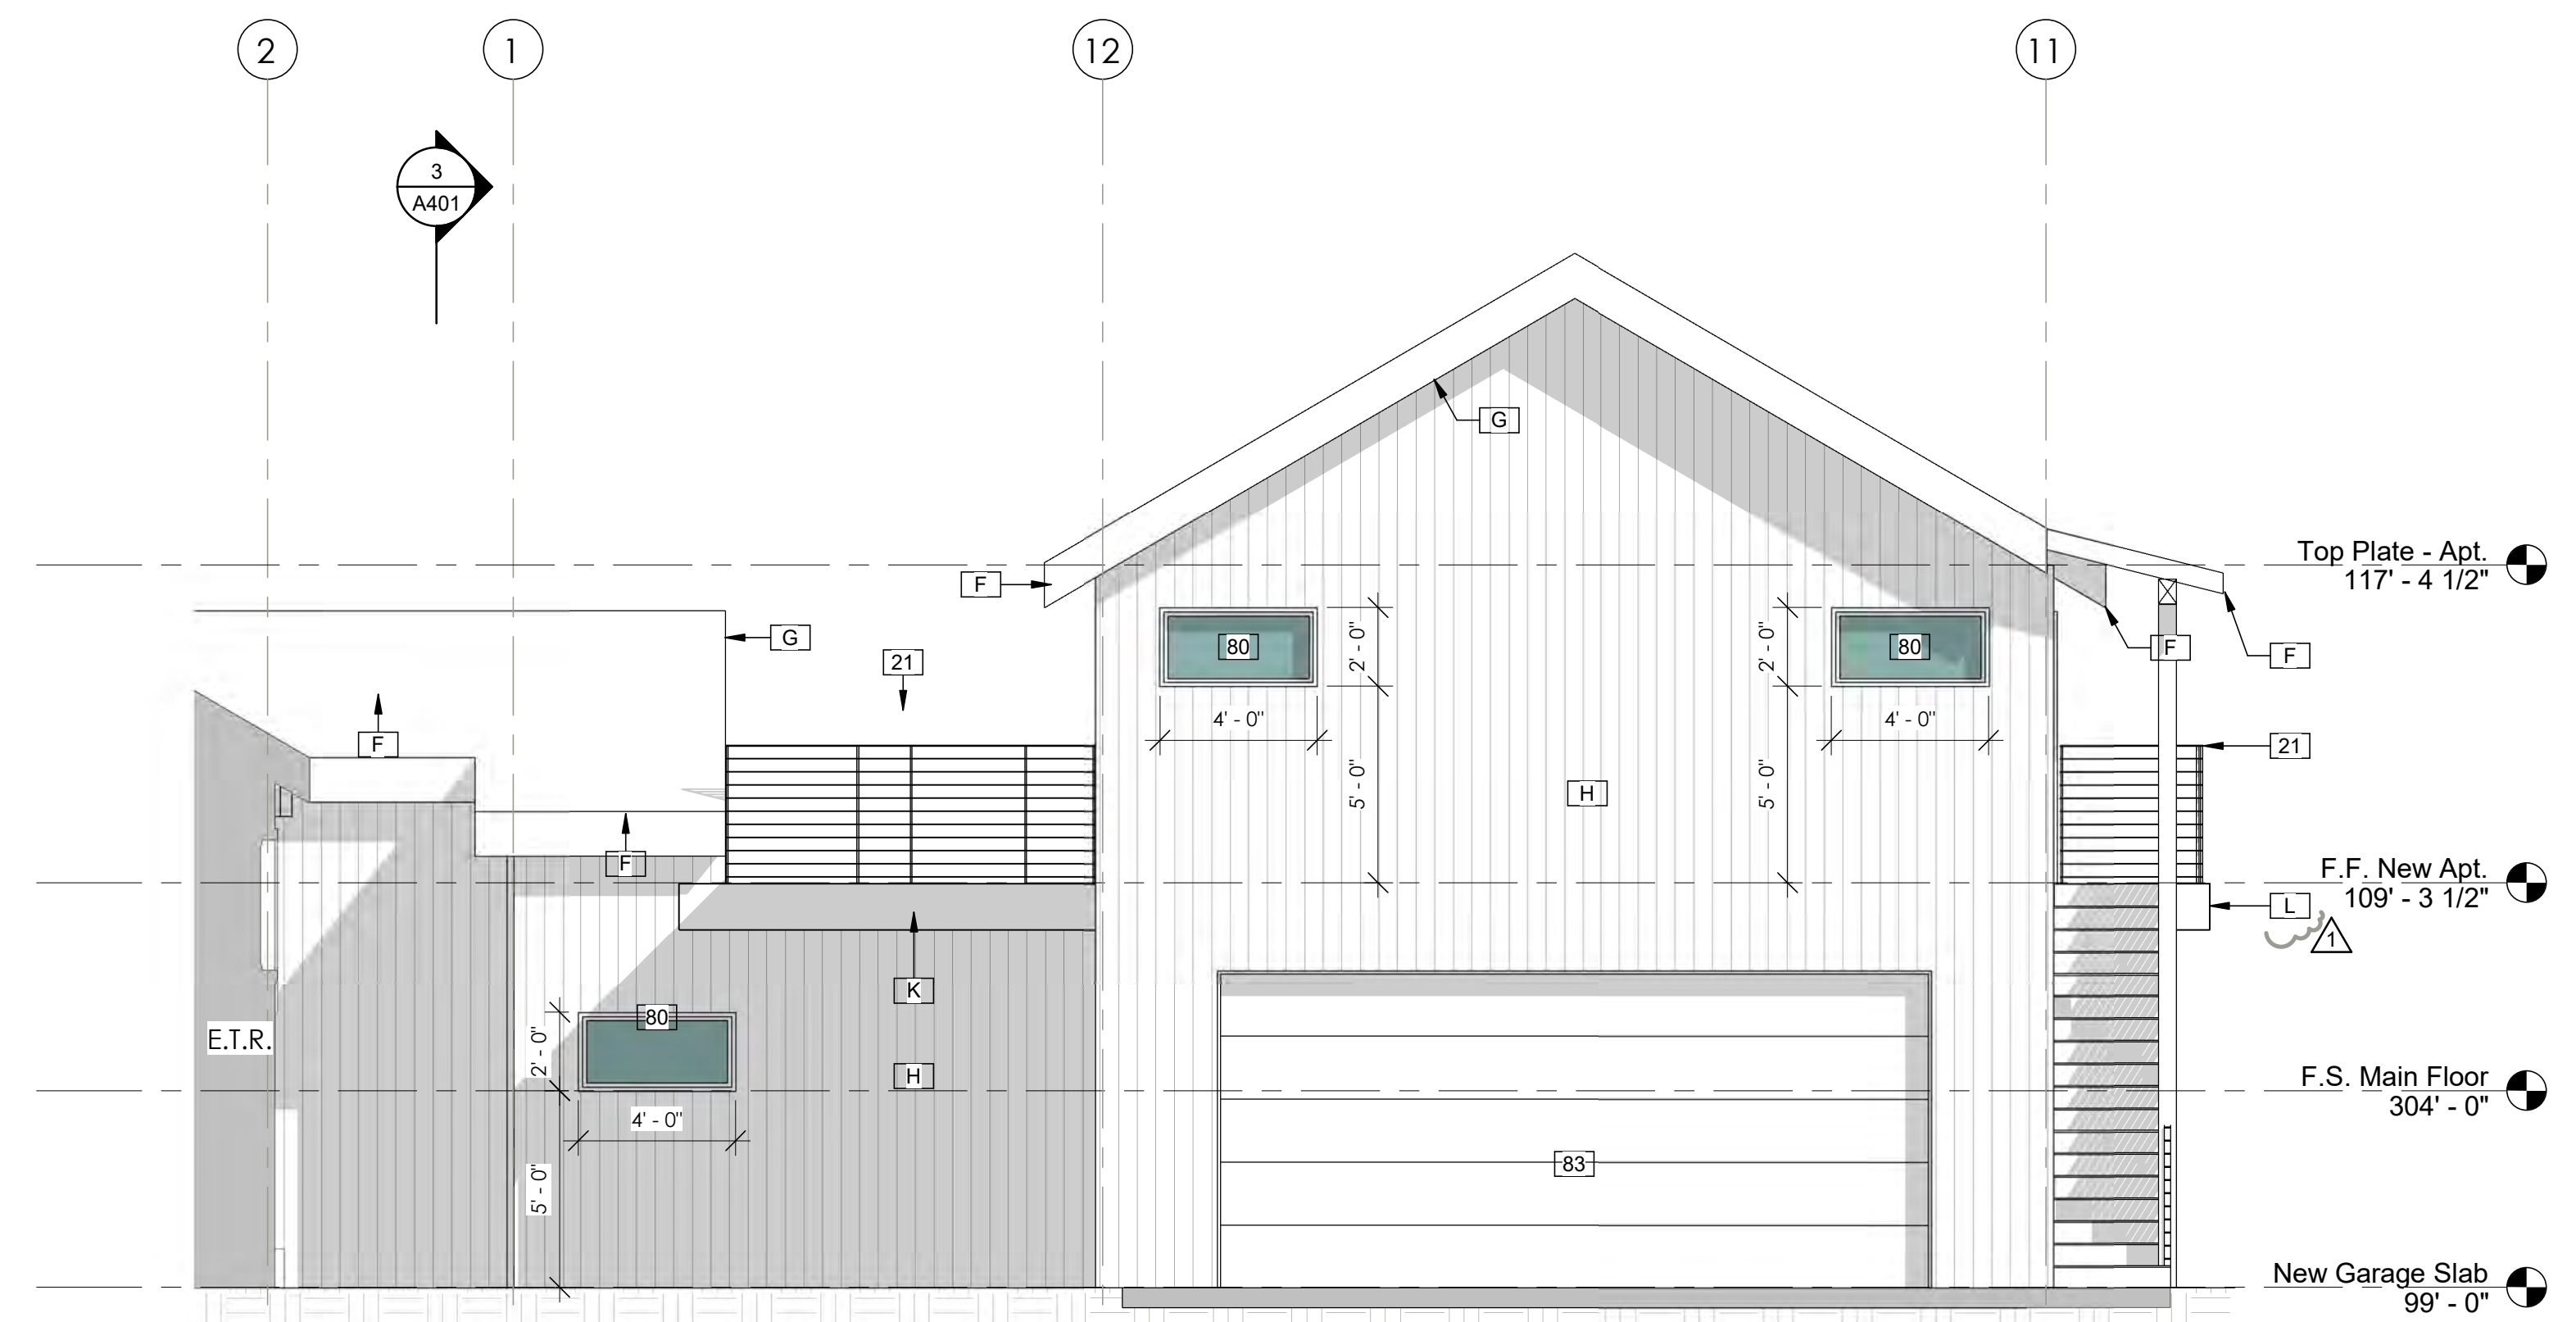 2
1
12
11
3
A401
G
F
Top Plate - Apt.
117' - 4 1/2"
G
21
80
2' - 0"
2' - 0"
80
F
F
4' - 0"
4' - 0"
F
21
5' - 0"
H
5' - 0"
F
F.F. New Apt.
109' - 3 1/2"
L
1
K
80
E.T.R.
2' - 0"
H
F.S. Main Floor
304' - 0"
4' - 0"
83
5' - 0"
New Garage Slab
99' - 0"